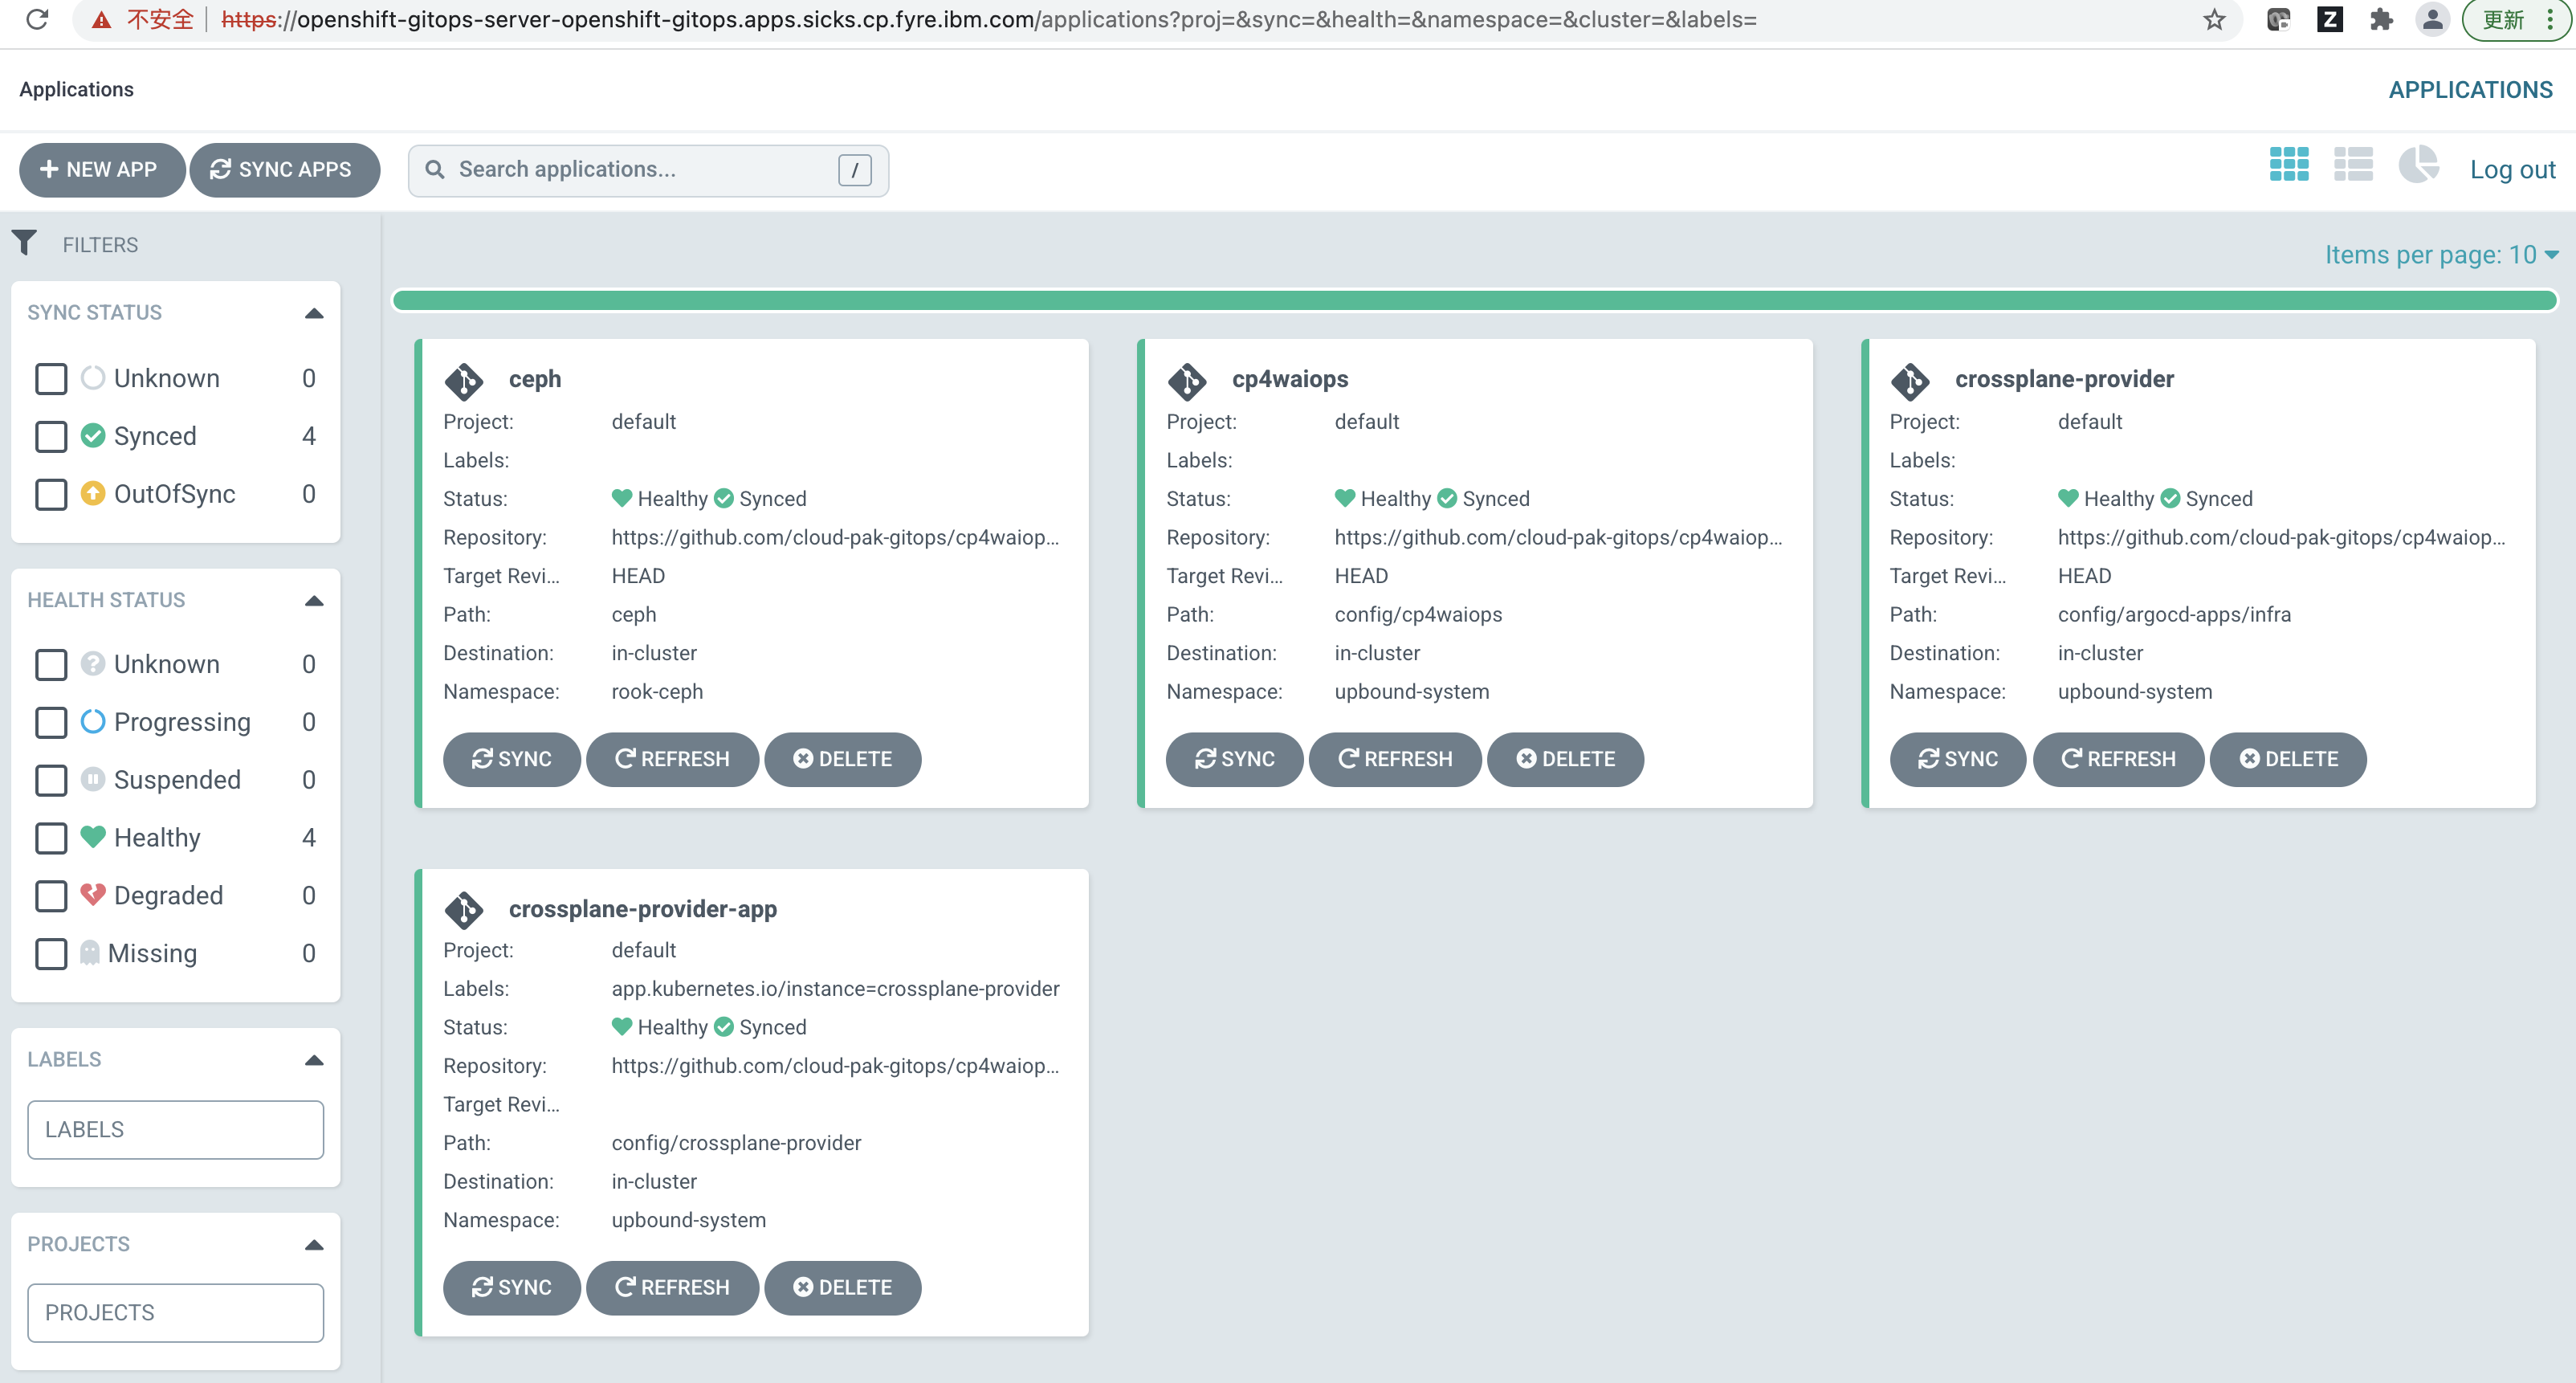 不安全 https://openshift-gitops-server-openshift-gitops.apps.sicks.cp.fyre.ibm.com/applications?proj=&sync=&health=&namespace=&cluster=&labels= Z 更新
Applications APPLICATIONS
NEW APP SYNC APPS Search applications... / Log out
FILTERS
Items per page: 10
SYNC STATUS
Unknown 0
Synced 4
OutOfSync 0
HEALTH STATUS
Unknown 0
Progressing 0
Suspended 0
Healthy 4
Degraded 0
Missing 0
LABELS
LABELS
PROJECTS
PROJECTS
ceph
Project: default
Labels:
Status: Healthy Synced
Repository: https://github.com/cloud-pak-gitops/cp4waiop...
Target Revi... HEAD
Path: ceph
Destination: in-cluster
Namespace: rook-ceph
SYNC REFRESH DELETE
cp4waiops
Project: default
Labels:
Status: Healthy Synced
Repository: https://github.com/cloud-pak-gitops/cp4waiop...
Target Revi... HEAD
Path: config/cp4waiops
Destination: in-cluster
Namespace: upbound-system
SYNC REFRESH DELETE
crossplane-provider
Project: default
Labels:
Status: Healthy Synced
Repository: https://github.com/cloud-pak-gitops/cp4waiop...
Target Revi... HEAD
Path: config/argocd-apps/infra
Destination: in-cluster
Namespace: upbound-system
SYNC REFRESH DELETE
crossplane-provider-app
Project: default
Labels: app.kubernetes.io/instance=crossplane-provider
Status: Healthy Synced
Repository: https://github.com/cloud-pak-gitops/cp4waiop...
Target Revi...
Path: config/crossplane-provider
Destination: in-cluster
Namespace: upbound-system
SYNC REFRESH DELETE